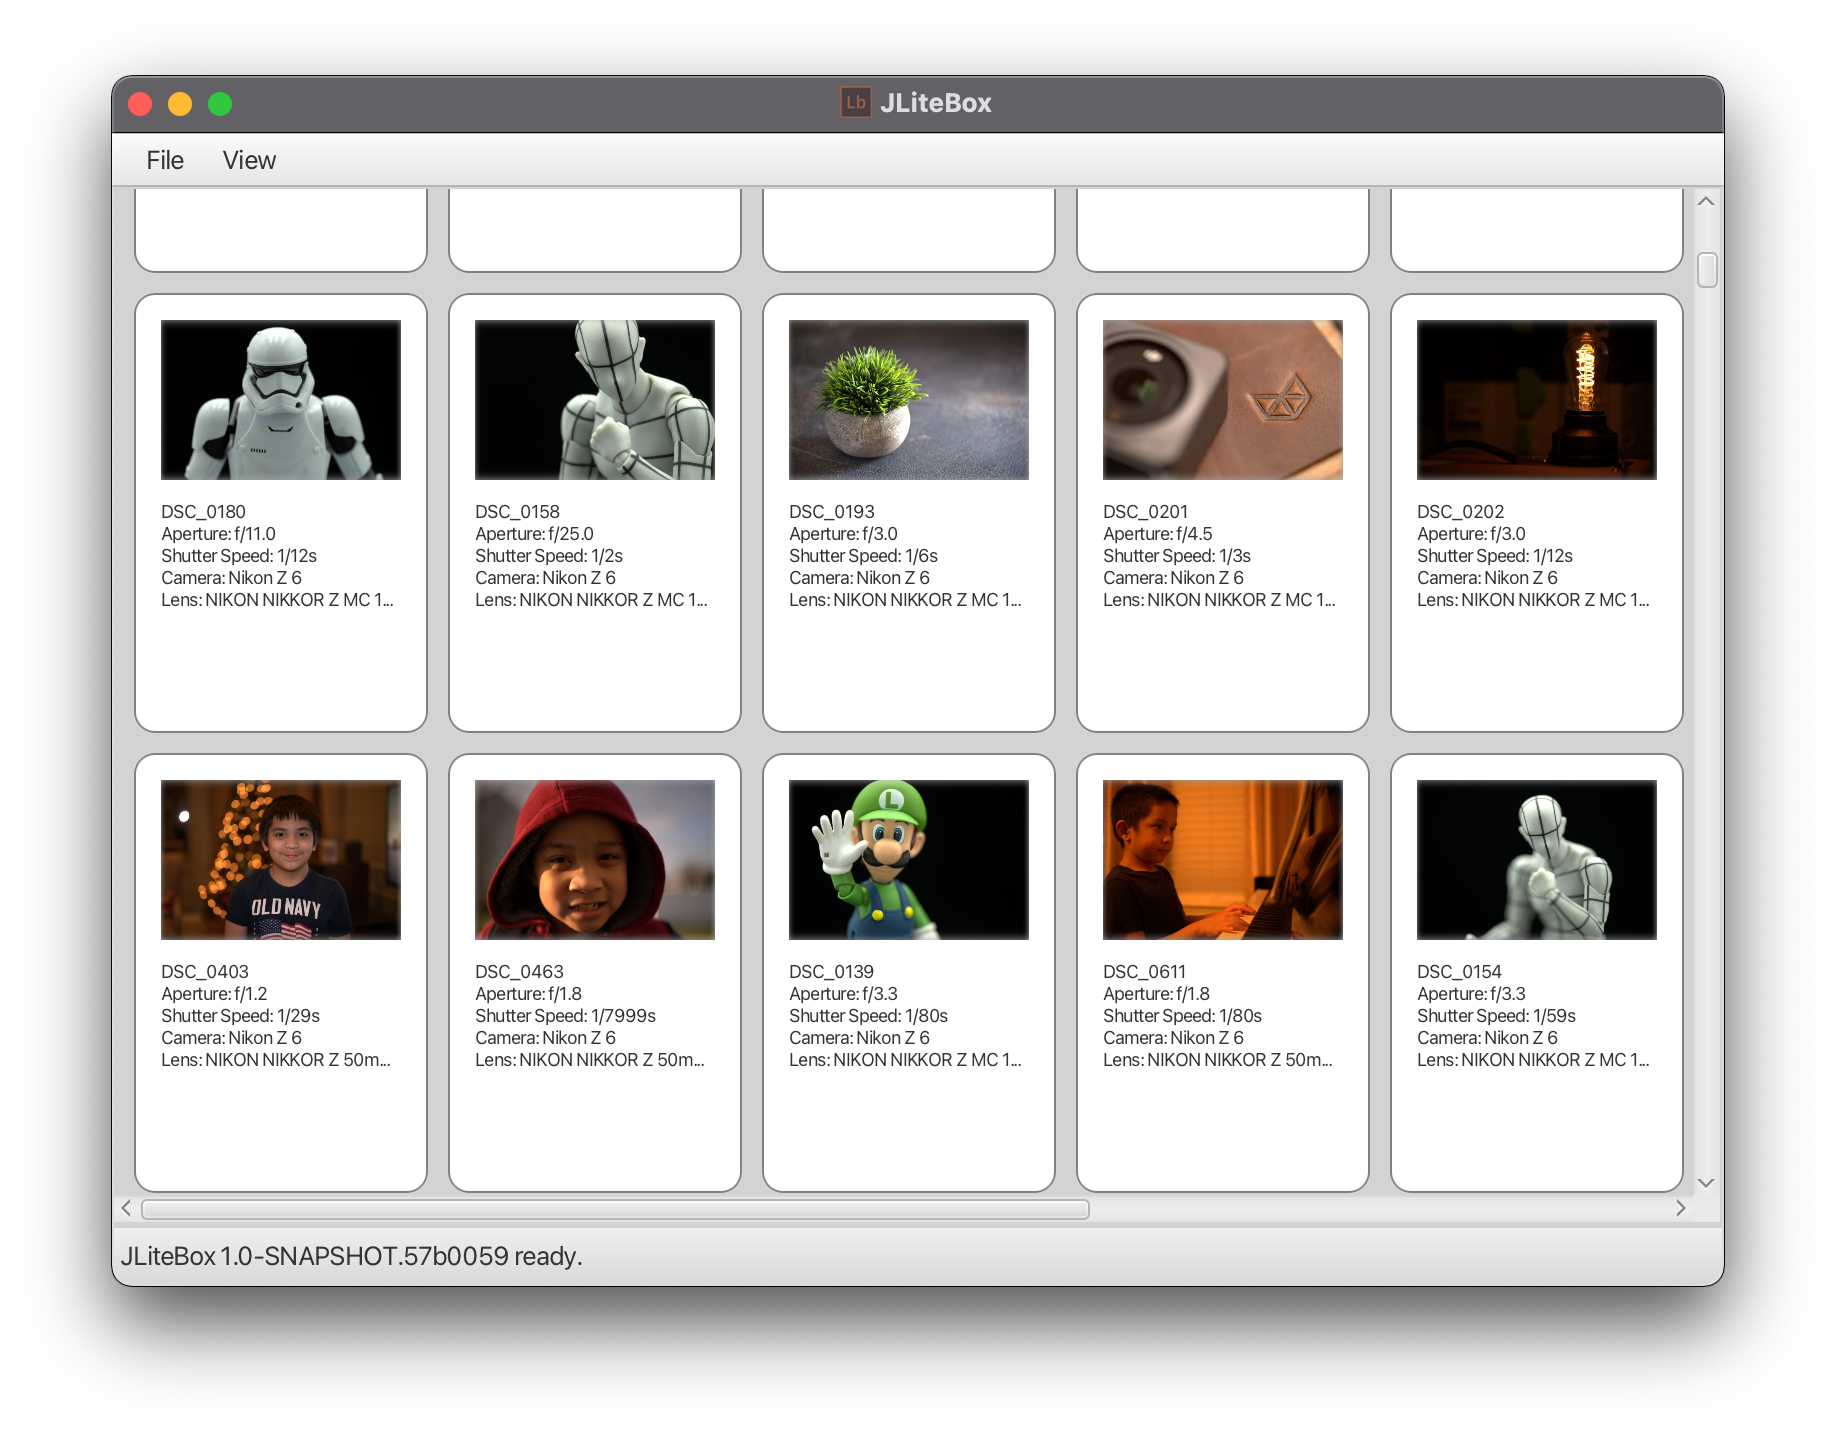 Lb JLiteBox
File View
DSC_0180
Aperture: f/11.0
Shutter Speed: 1/12s
Camera: Nikon Z 6
Lens: NIKON NIKKOR Z MC 1...
DSC_0158
Aperture: f/25.0
Shutter Speed: 1/2s
Camera: Nikon Z 6
Lens: NIKON NIKKOR Z MC 1...
DSC_0193
Aperture: f/3.0
Shutter Speed: 1/6s
Camera: Nikon Z 6
Lens: NIKON NIKKOR Z MC 1...
DSC_0201
Aperture: f/4.5
Shutter Speed: 1/3s
Camera: Nikon Z 6
Lens: NIKON NIKKOR Z MC 1...
DSC_0202
Aperture: f/3.0
Shutter Speed: 1/12s
Camera: Nikon Z 6
Lens: NIKON NIKKOR Z MC 1...
OLD NAVY
DSC_0403
Aperture: f/1.2
Shutter Speed: 1/29s
Camera: Nikon Z 6
Lens: NIKON NIKKOR Z 50m...
DSC_0463
Aperture: f/1.8
Shutter Speed: 1/7999s
Camera: Nikon Z 6
Lens: NIKON NIKKOR Z 50m...
L
DSC_0139
Aperture: f/3.3
Shutter Speed: 1/80s
Camera: Nikon Z 6
Lens: NIKON NIKKOR Z MC 1...
DSC_0611
Aperture: f/1.8
Shutter Speed: 1/80s
Camera: Nikon Z 6
Lens: NIKON NIKKOR Z 50m...
DSC_0154
Aperture: f/3.3
Shutter Speed: 1/59s
Camera: Nikon Z 6
Lens: NIKON NIKKOR Z MC 1...
JLiteBox 1.0-SNAPSHOT.57b0059 ready.